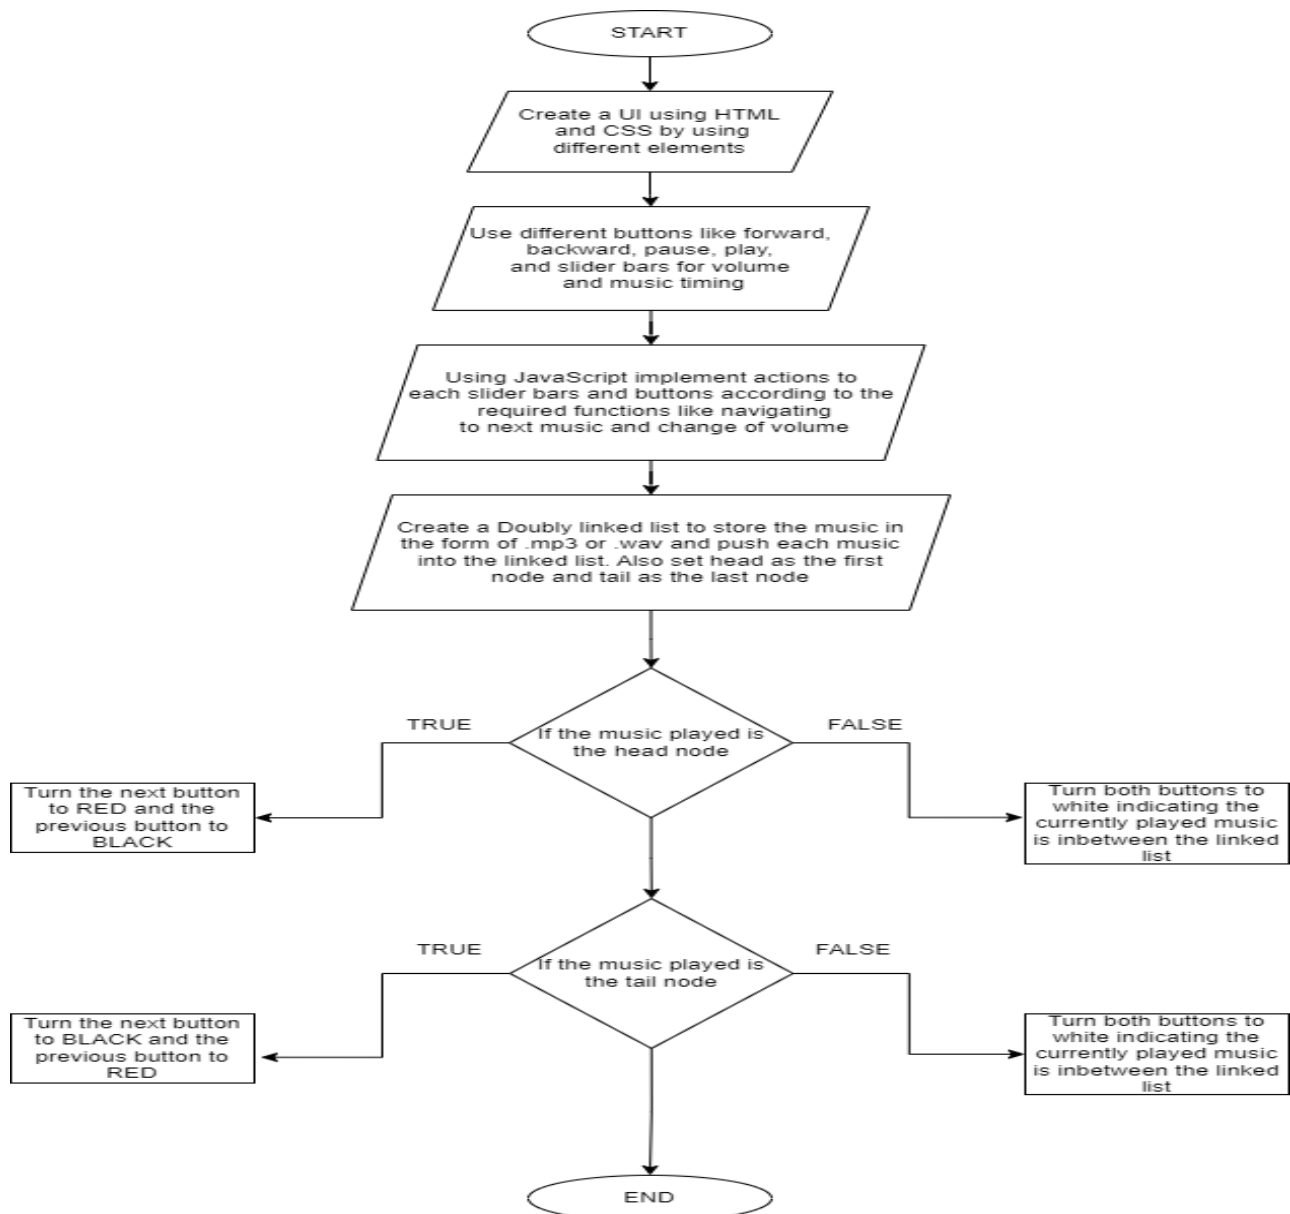 START
Create a UI using HTML
and CSS by using
different elements
Use different buttons like forward,
backward, pause, play,
and slider bars for volume
and music timing
Using JavaScript implement actions to
each slider bars and buttons according to the
required functions like navigating
to next music and change of volume
Create a Doubly linked list to store the music in
the form of .mp3 or .wav and push each music
into the linked list. Also set head as the first
node and tail as the last node
If the music played is
the head node
TRUE
FALSE
Turn the next button
to RED and the
previous button to
BLACK
Turn both buttons to
white indicating the
currently played music
is inbetween the linked
list
If the music played is
the tail node
TRUE
FALSE
Turn the next button
to BLACK and the
previous button to
RED
Turn both buttons to
white indicating the
currently played music
is inbetween the linked
list
END